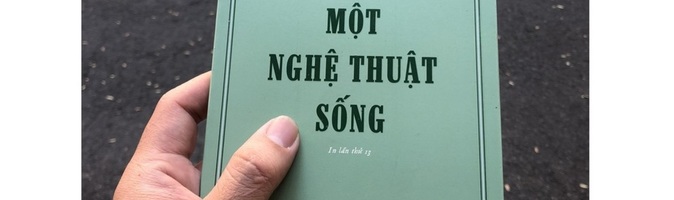 MỘT
NGHỆ THUẬT
SỐNG
In lần thứ 13